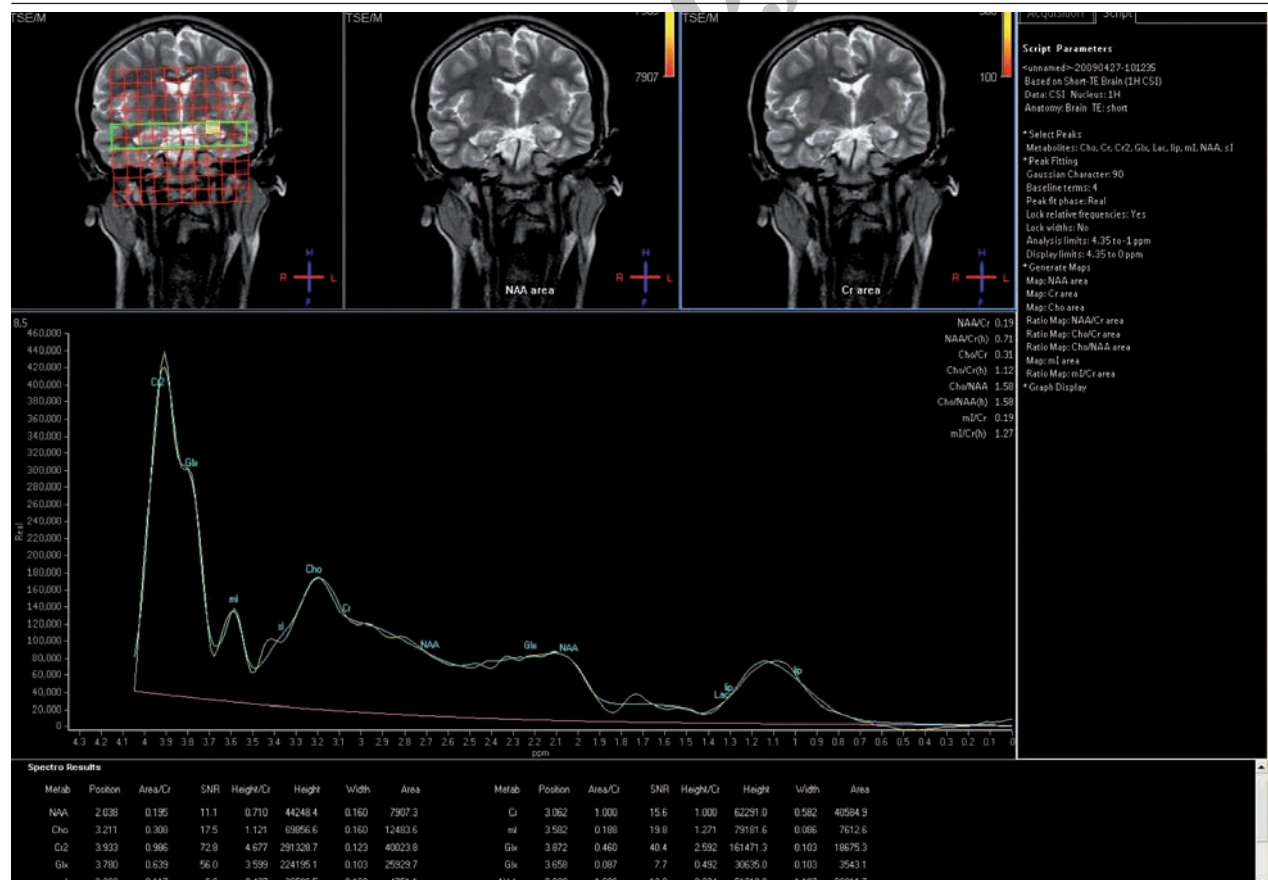 TSE/M
TSE/M
TSE/M
7907
100
H
R L
H
R L
H
R L
NAA area
Cr area
Acquisition Script
Script Parameters
<unnamed>-20090427-101235
Based on Short-TE Brain (1H CSI)
Data: CSI Nucleus: 1H
Anatomy: Brain TE: short
*Select Peaks
Metabolites: Cho, Cr, Cr2, Glx, Lac, lip, mI, NAA, sI
*Peak Fitting
Gaussian Character: 90
Baseline terms: 4
Peak fit phase: Real
Lock relative frequencies: Yes
Lock widths: No
Analysis limits: 4.35 to -1 ppm
Display limits: 4.35 to 0 ppm
*Generate Maps
Map: NAA area
Map: Cr area
Map: Cho area
Ratio Map: NAA/Cr area
Ratio Map: Cho/Cr area
Ratio Map: Cho/NAA area
Map: mI area
Ratio Map: mI/Cr area
*Graph Display
8,5
NAA/Cr 0.19
NAA/Cr(h) 0.71
Cho/Cr 0.31
Cho/Cr(h) 1.12
Cho/NAA 1.58
Cho/NAA(h) 1.58
mI/Cr 0.19
mI/Cr(h) 1.27
460,000
440,000
420,000
400,000
380,000
360,000
340,000
320,000
300,000
280,000
260,000
240,000
220,000
200,000
180,000
160,000
140,000
120,000
100,000
80,000
60,000
40,000
20,000
0
Real
Cr2
Glx
mI
sI
Cho
Cr
NAA
Glx
NAA
Lac
lip
lip
4.3 4.2 4.1 4 3.9 3.8 3.7 3.6 3.5 3.4 3.3 3.2 3.1 3 2.9 2.8 2.7 2.6 2.5 2.4 2.3 2.2 2.1 2 1.9 1.8 1.7 1.6 1.5 1.4 1.3 1.2 1.1 1 0.9 0.8 0.7 0.6 0.5 0.4 0.3 0.2 0.1 0
ppm
Spectro Results
Metab Position Area/Cr SNR Height/Cr Height Width Area Metab Position Area/Cr SNR Height/Cr Height Width Area
NAA 2.038 0.195 11.1 0.710 44248.4 0.160 7907.3 Cr 3.062 1.000 15.6 1.000 62291.0 0.582 40584.9
Cho 3.211 0.308 17.5 1.121 69856.6 0.160 12483.6 mI 3.582 0.188 19.8 1.271 79181.6 0.086 7612.6
Cr2 3.933 0.986 72.8 4.677 291328.7 0.123 40023.8 Glx 3.872 0.460 40.4 2.592 161471.3 0.103 18675.3
Glx 3.780 0.639 56.0 3.599 224195.1 0.103 25929.7 Glx 3.658 0.087 7.7 0.492 30635.0 0.103 3543.1